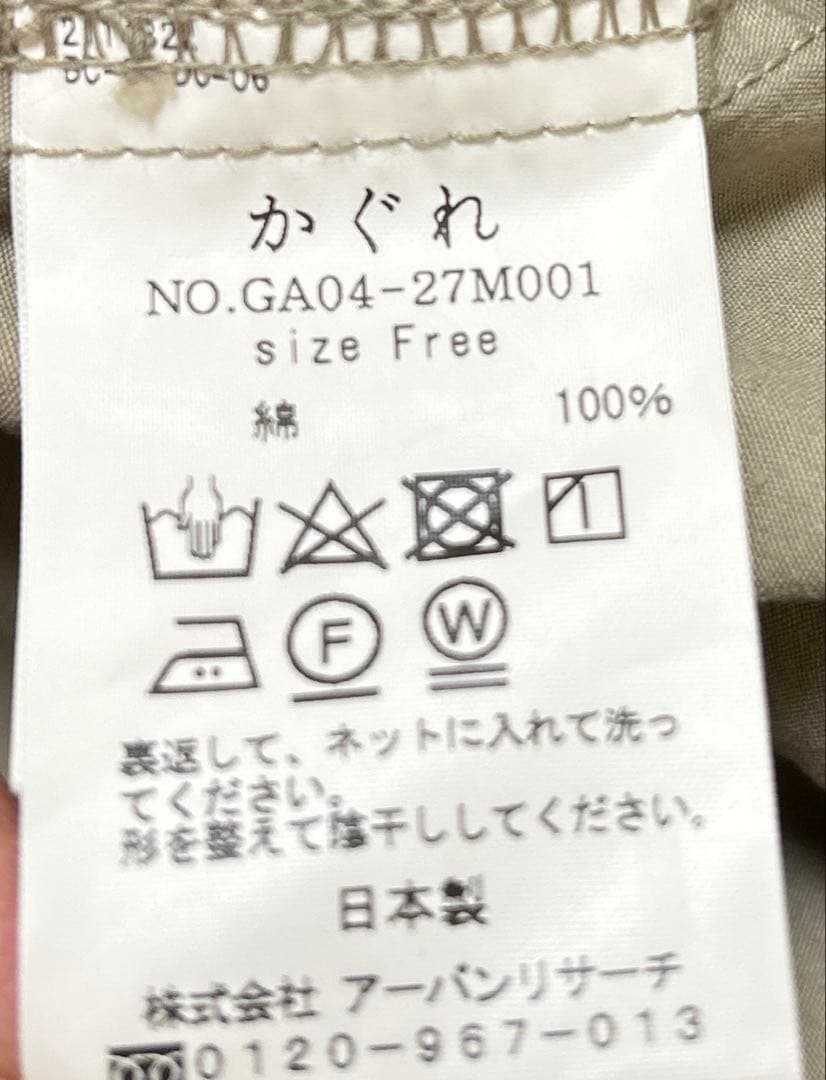 かぐれ
NO.GA04-27M001
size Free
綿 100%
F W
裏返して、ネットに入れて洗っ
てください。
形を整えて陰干ししてください。
日本製
株式会社 アーバンリサーチ
0120-967-013